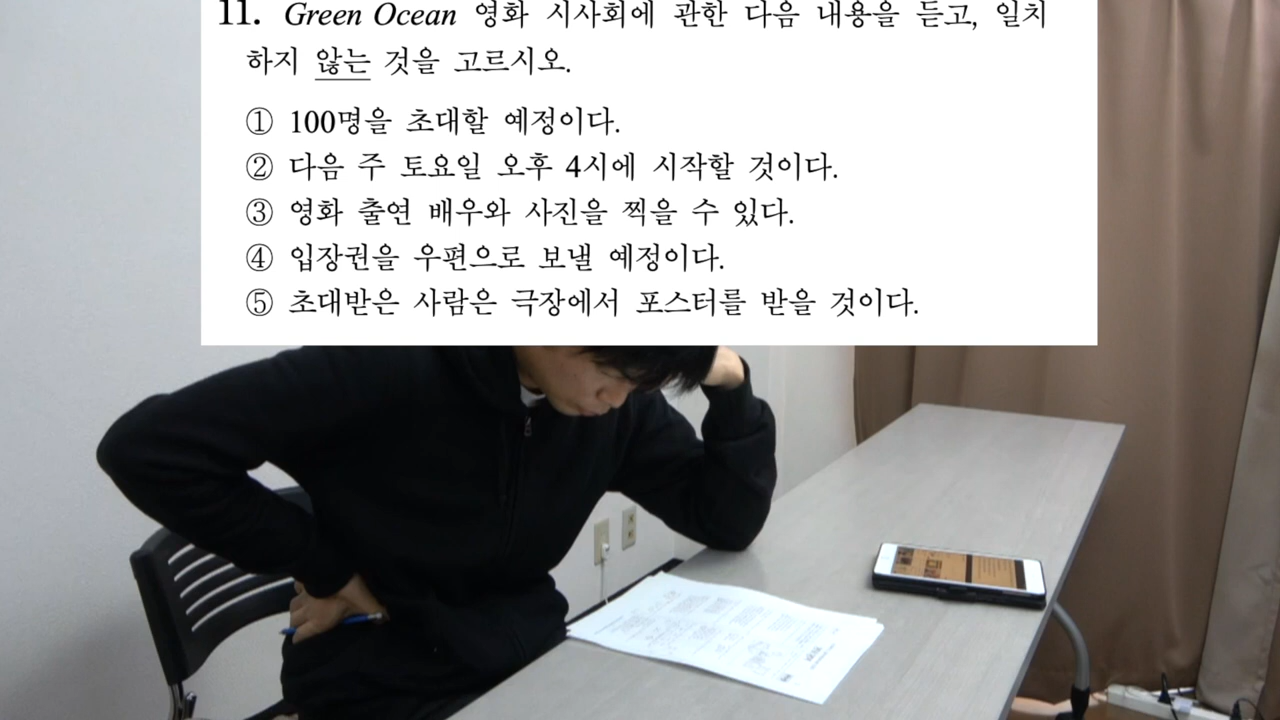 11. Green Ocean 영화 시사회에 관한 다음 내용을 듣고, 일치
하지 않는 것을 고르시오.
① 100명을 초대할 예정이다.
② 다음 주 토요일 오후 4시에 시작할 것이다.
③ 영화 출연 배우와 사진을 찍을 수 있다.
④ 입장권을 우편으로 보낼 예정이다.
⑤ 초대받은 사람은 극장에서 포스터를 받을 것이다.